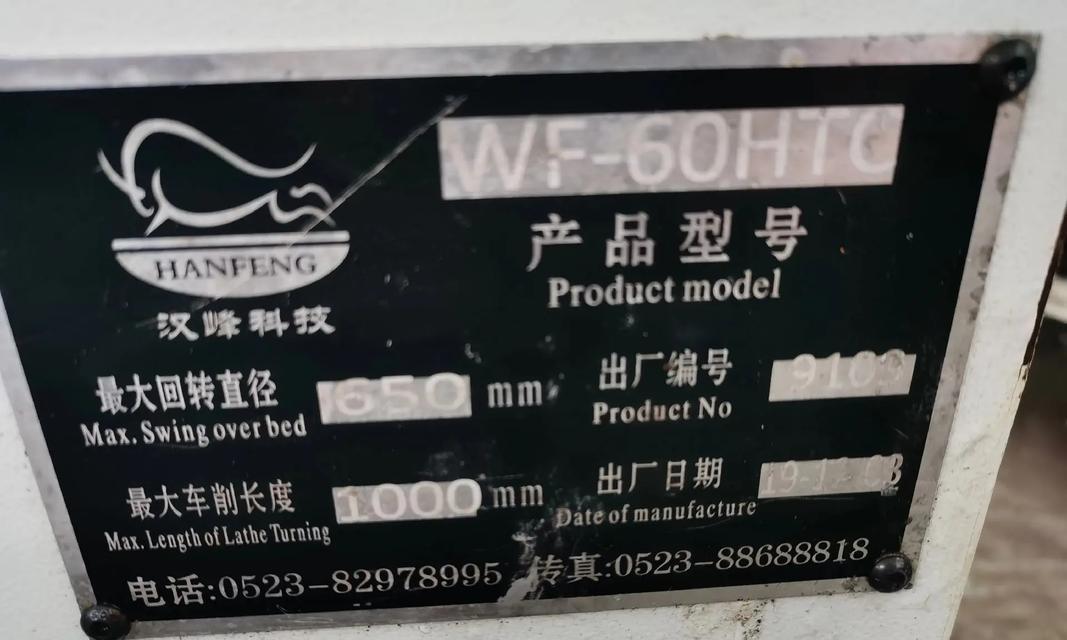 WF-60HTC
产品型号
Product model
HANFENG
汉峰科技
最大回转直径 650 mm
Max. Swing over bed
出厂编号
Product No
最大车削长度 1000 mm
Max. Length of Lathe Turning
出厂日期
Date of manufacture
电话:0523-82978995 传真:0523-88688818